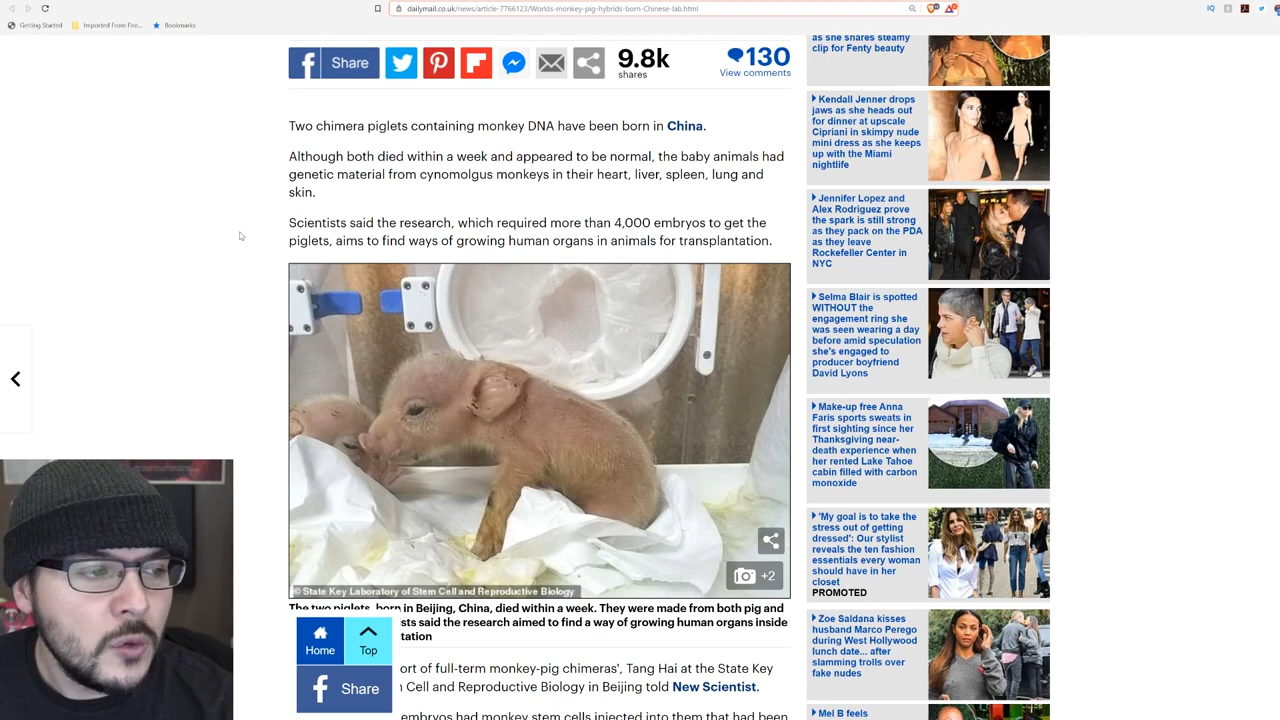 dailymail.co.uk/news/article-7766123/Worlds-monkey-pig-hybrids-born-Chinese-lab.html
IQ
Getting Started
Imported From Fire...
Bookmarks
Share
9.8k
shares
130
View comments
Two chimera piglets containing monkey DNA have been born in China.
Although both died within a week and appeared to be normal, the baby animals had
genetic material from cynomolgus monkeys in their heart, liver, spleen, lung and
skin.
Scientists said the research, which required more than 4,000 embryos to get the
piglets, aims to find ways of growing human organs in animals for transplantation.
+2
© State Key Laboratory of Stem Cell and Reproductive Biology
The two piglets, born in Beijing, China, died within a week. They were made from both pig and
sts said the research aimed to find a way of growing human organs inside
tation
Home
Top
Share
ort of full-term monkey-pig chimeras', Tang Hai at the State Key
Cell and Reproductive Biology in Beijing told New Scientist.
embryos had monkey stem cells injected into them that had been
as she shares steamy
clip for Fenty beauty
Kendall Jenner drops
jaws as she heads out
for dinner at upscale
Cipriani in skimpy nude
mini dress as she keeps
up with the Miami
nightlife
Jennifer Lopez and
Alex Rodriguez prove
the spark is still strong
as they pack on the PDA
as they leave
Rockefeller Center in
NYC
Selma Blair is spotted
WITHOUT the
engagement ring she
was seen wearing a day
before amid speculation
she's engaged to
producer boyfriend
David Lyons
Make-up free Anna
Faris sports sweats in
first sighting since her
Thanksgiving near-
death experience when
her rented Lake Tahoe
cabin filled with carbon
monoxide
'My goal is to take the
stress out of getting
dressed': Our stylist
reveals the ten fashion
essentials every woman
should have in her
closet
PROMOTED
Zoe Saldana kisses
husband Marco Perego
during West Hollywood
lunch date... after
slamming trolls over
fake nudes
Mel B feels